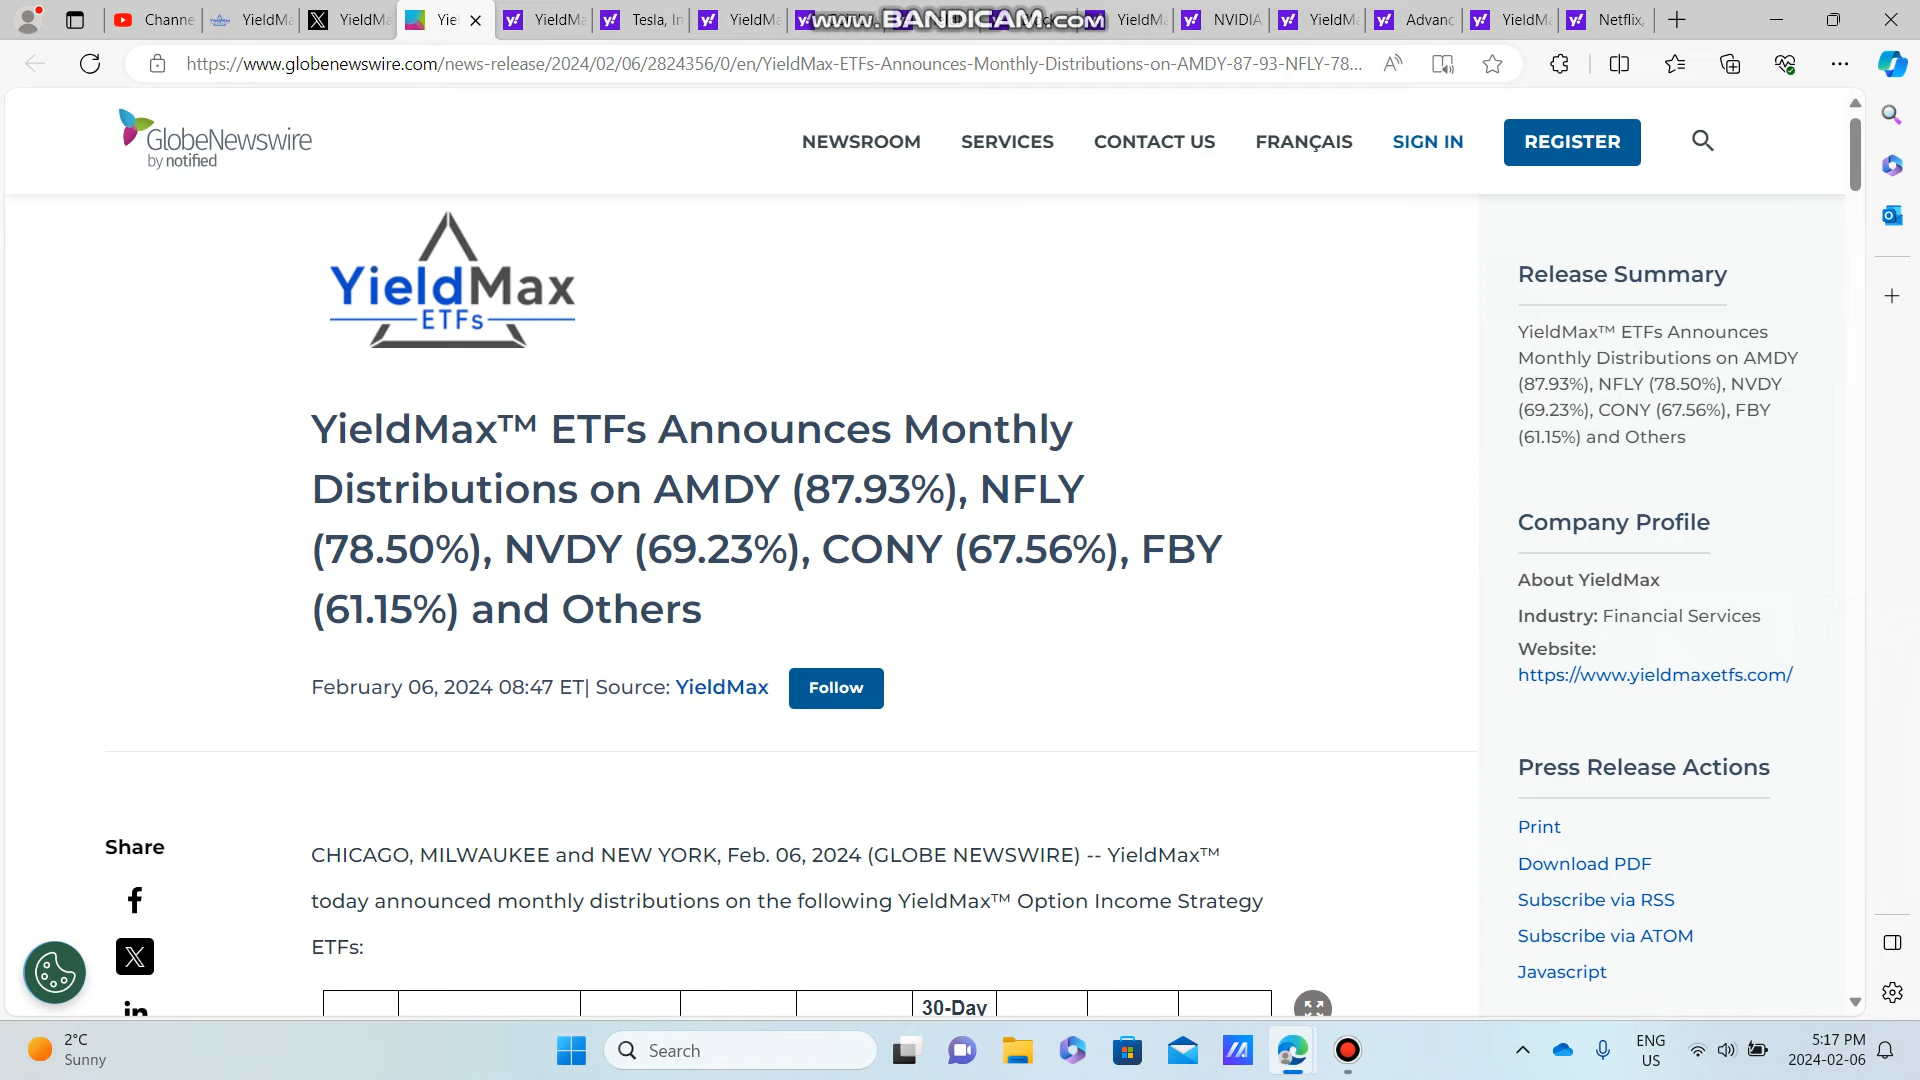 Channe
YieldMa
YieldMa
Yie
YieldMa
Tesla, In
YieldMa
www.BANDICAM.com
YieldMa
NVIDIA
YieldMa
Advanc
YieldMa
Netflix,
https://www.globenewswire.com/news-release/2024/02/06/2824356/0/en/YieldMax-ETFs-Announces-Monthly-Distributions-on-AMDY-87-93-NFLY-78...
GlobeNewswire
by notified
NEWSROOM
SERVICES
CONTACT US
FRANÇAIS
SIGN IN
REGISTER
YieldMax
ETFs
YieldMax™ ETFs Announces Monthly
Distributions on AMDY (87.93%), NFLY
(78.50%), NVDY (69.23%), CONY (67.56%), FBY
(61.15%) and Others
February 06, 2024 08:47 ET| Source: YieldMax
Follow
Share
CHICAGO, MILWAUKEE and NEW YORK, Feb. 06, 2024 (GLOBE NEWSWIRE) -- YieldMax™
today announced monthly distributions on the following YieldMax™ Option Income Strategy
ETFs:
30-Day
Release Summary
YieldMax™ ETFs Announces
Monthly Distributions on AMDY
(87.93%), NFLY (78.50%), NVDY
(69.23%), CONY (67.56%), FBY
(61.15%) and Others
Company Profile
About YieldMax
Industry: Financial Services
Website:
https://www.yieldmaxetfs.com/
Press Release Actions
Print
Download PDF
Subscribe via RSS
Subscribe via ATOM
Javascript
2°C
Sunny
Search
ENG
US
5:17 PM
2024-02-06